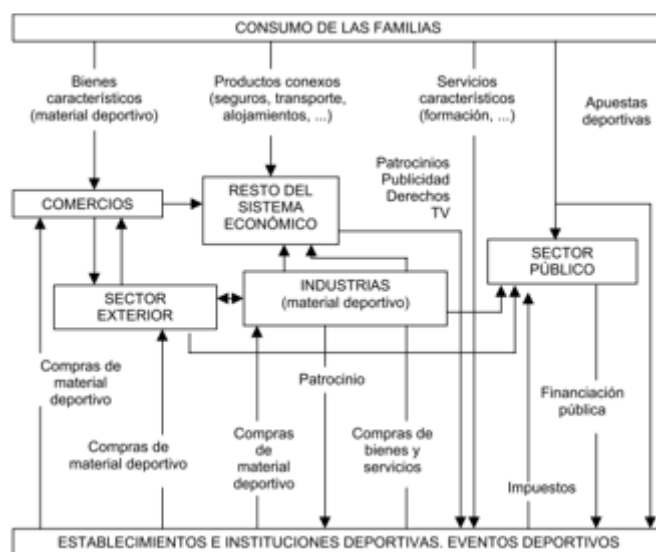 CONSUMO DE LAS FAMILIAS
Bienes
característicos
(material deportivo)
Productos conexos
(seguros, transporte,
alojamientos, ...)
Servicios
característicos
(formación, ...)
Apuestas
deportivas
Patrocinios
Publicidad
Derechos
TV
COMERCIOS
RESTO DEL
SISTEMA
ECONÓMICO
SECTOR
PÚBLICO
SECTOR
EXTERIOR
INDUSTRIAS
(material deportivo)
Compras de
material
deportivo
Compras de
material deportivo
Compras
de
material
deportivo
Patrocinio
Compras de
bienes y
servicios
Impuestos
Financiación
pública
ESTABLECIMIENTOS E INSTITUCIONES DEPORTIVAS. EVENTOS DEPORTIVOS